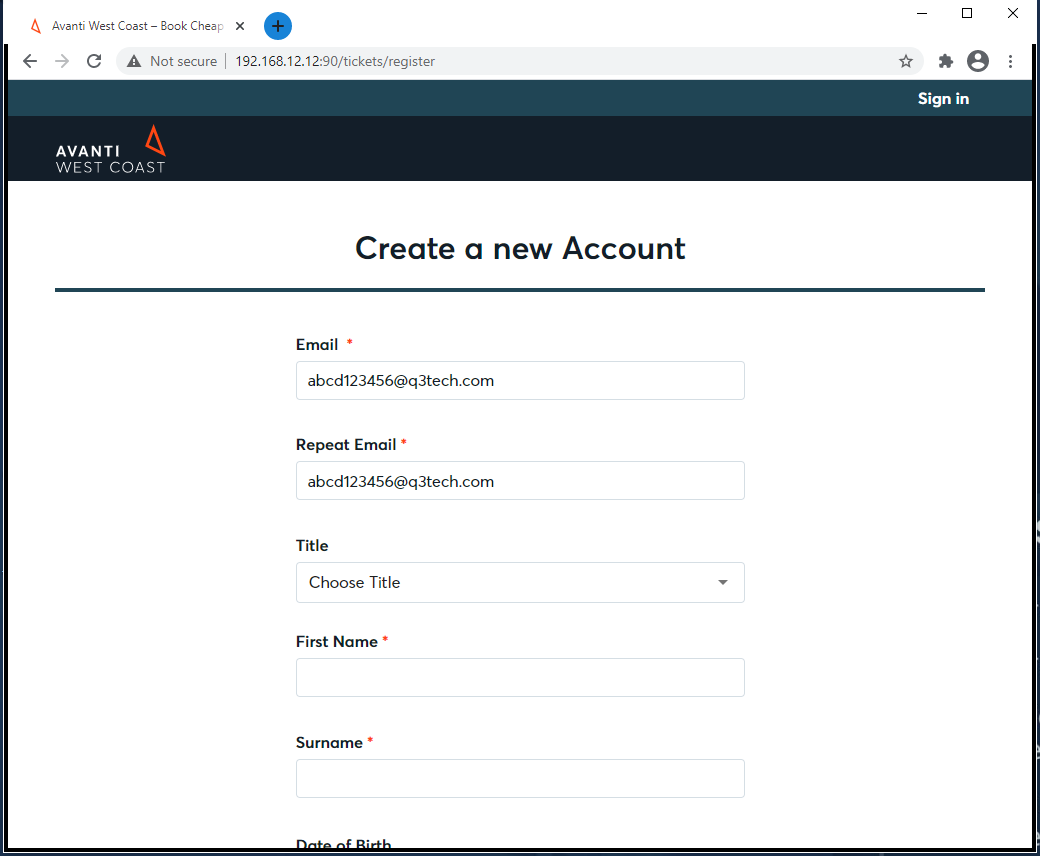 Avanti West Coast – Book Cheap
Not secure
192.168.12.12:90/tickets/register
Sign in
AVANTI
WEST COAST
Create a new Account
Email *
abcd123456@q3tech.com
Repeat Email *
abcd123456@q3tech.com
Title
Choose Title
First Name *
Surname *
Date of Birth